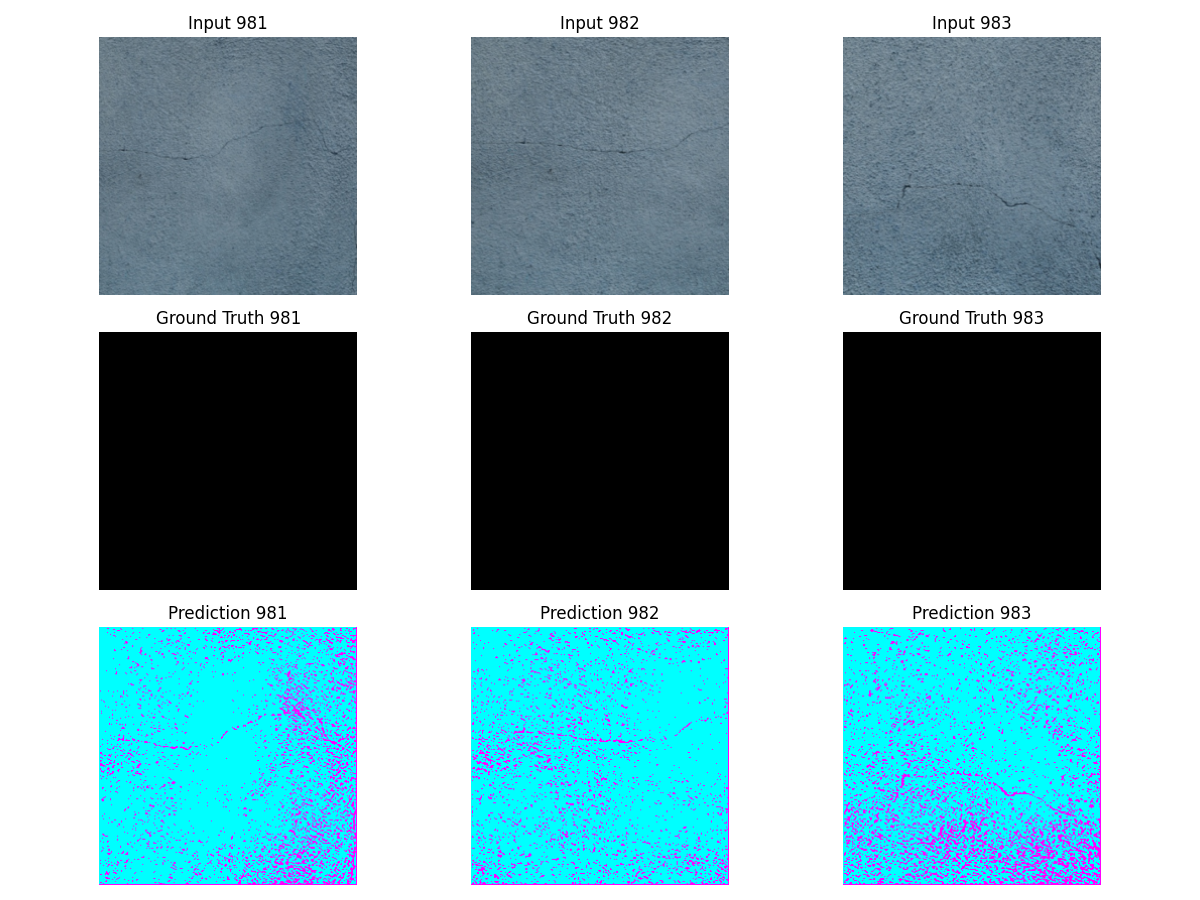 Input 981
Input 982
Input 983
Ground Truth 981
Ground Truth 982
Ground Truth 983
Prediction 981
Prediction 982
Prediction 983